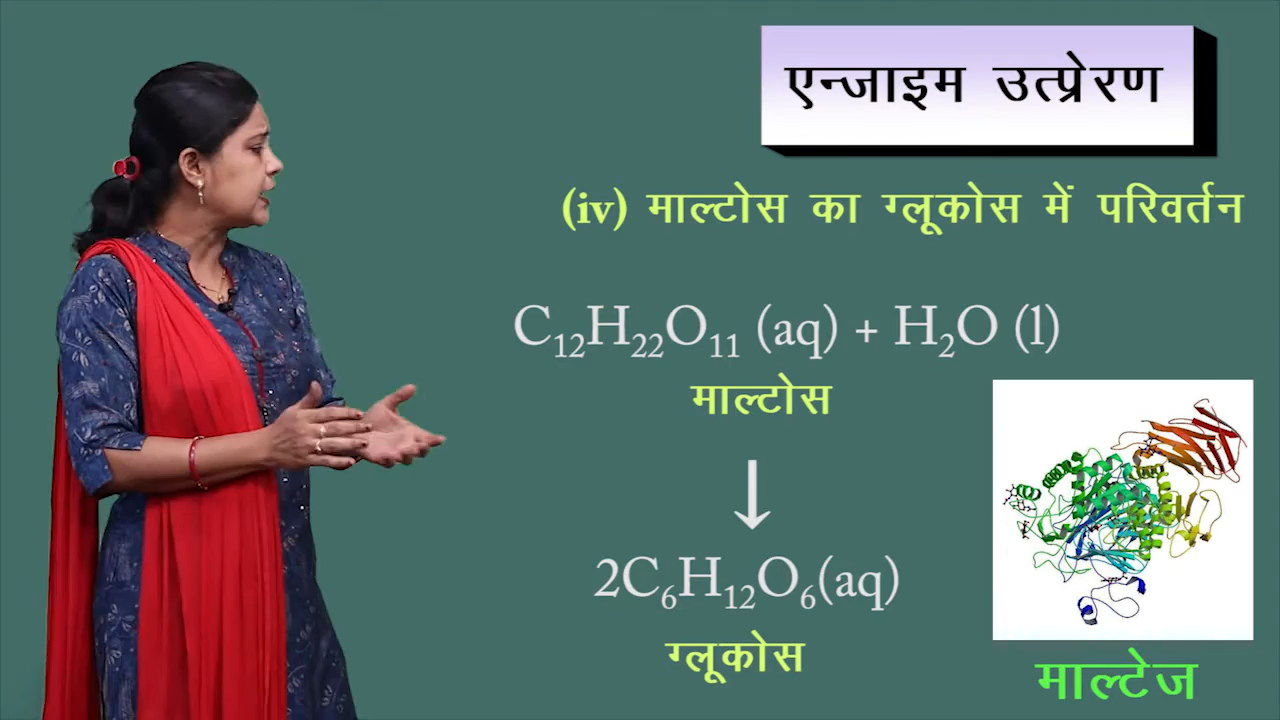 एन्जाइम उत्प्रेरण
(iv) माल्टोस का ग्लूकोस में परिवर्तन
C₁₂H₂₂O₁₁ (aq) + H₂O (l)
माल्टोस
↓
2C₆H₁₂O₆(aq)
ग्लूकोस
माल्टेज